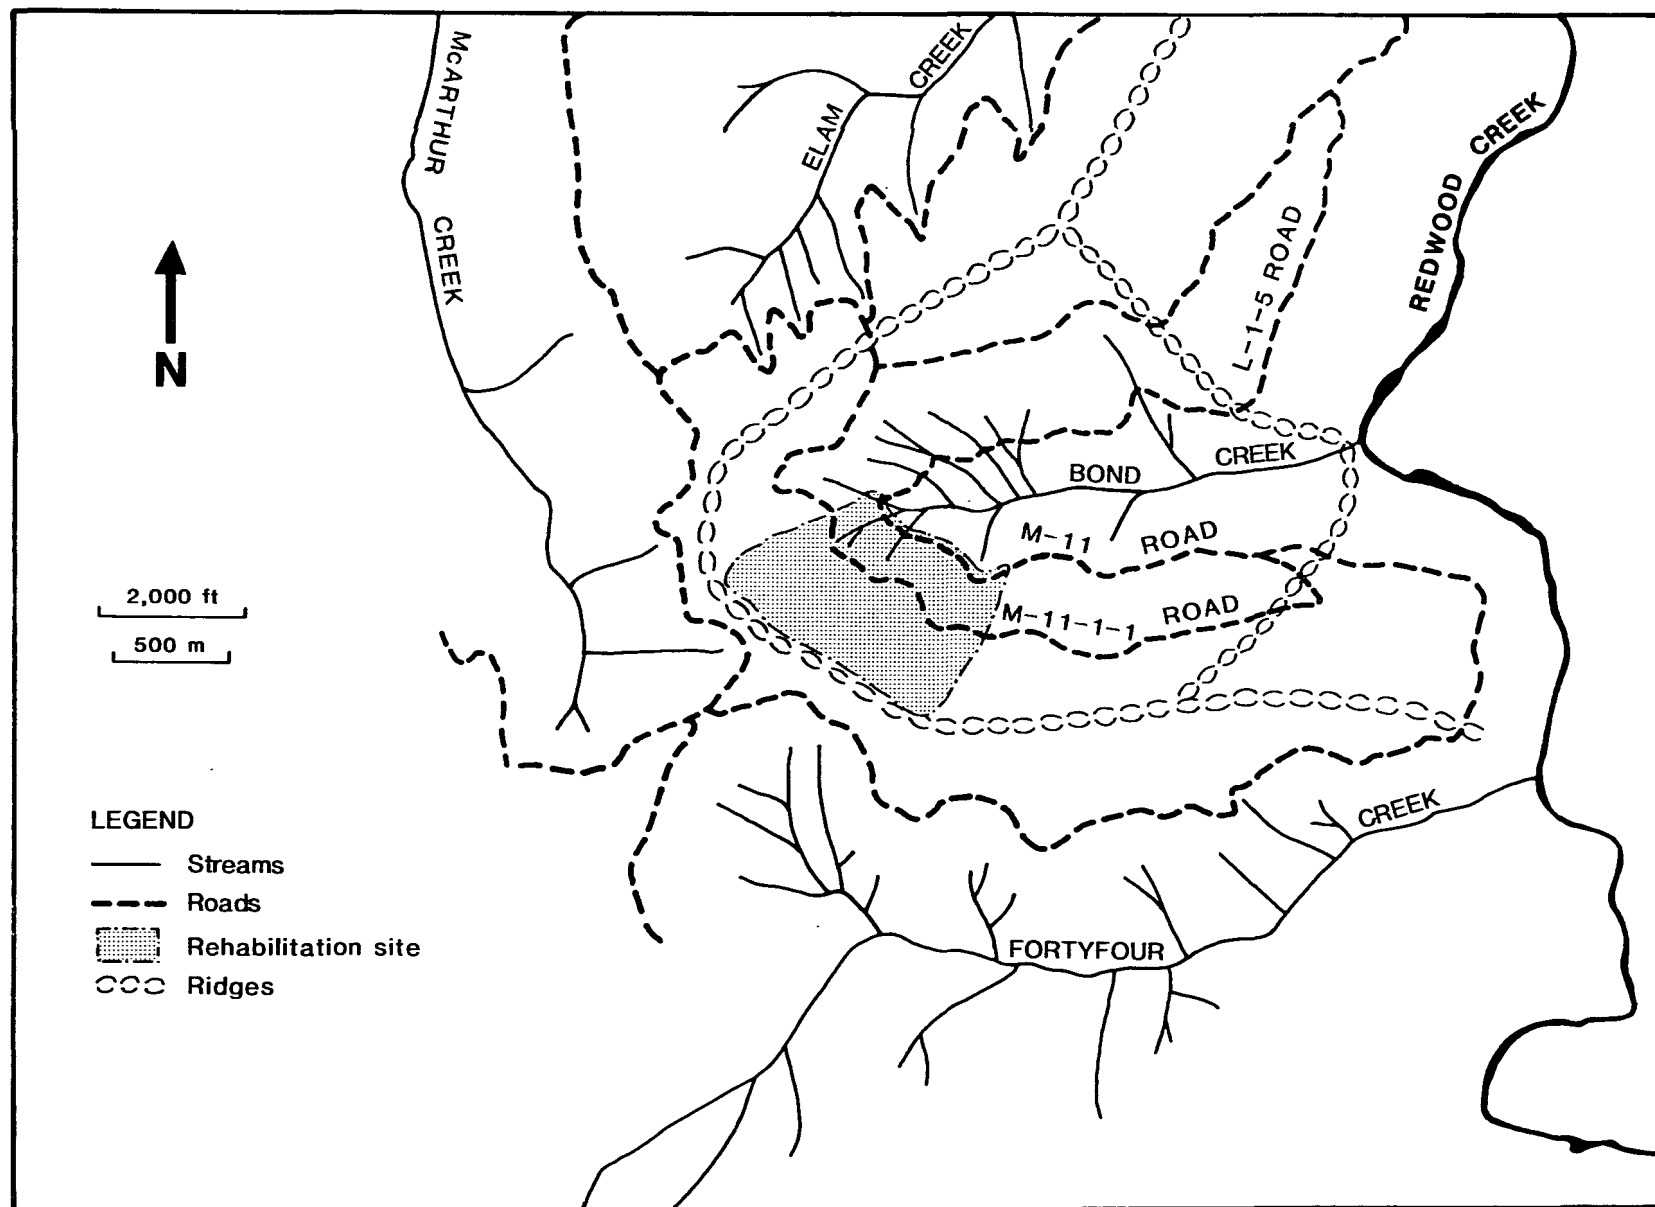 McARTHUR CREEK
ELAM CREEK
REDWOOD CREEK
L-1-5 ROAD
N
BOND CREEK
M-11 ROAD
M-11-1-1 ROAD
2,000 ft
500 m
LEGEND
Streams
Roads
Rehabilitation site
Ridges
FORTYFOUR CREEK